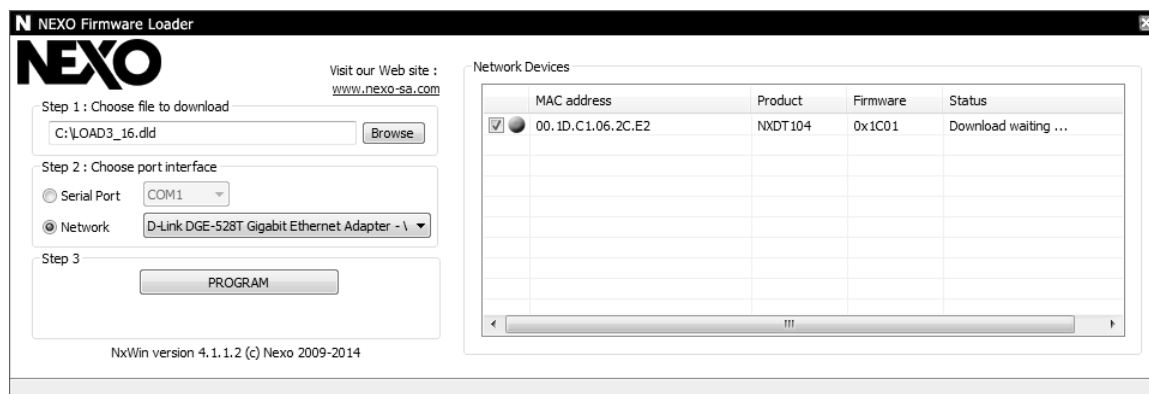 N NEXO Firmware Loader
NEXO
Visit our Web site :
www.nexo-sa.com
Step 1 : Choose file to download
C:\LOAD3_16.dld
Browse
Step 2 : Choose port interface
Serial Port
COM1
Network
D-Link DGE-528T Gigabit Ethernet Adapter - \
Step 3
PROGRAM
NxWin version 4.1.1.2 (c) Nexo 2009-2014
Network Devices
MAC address Product Firmware Status
00.1D.C1.06.2C.E2 NXDT104 0x1C01 Download waiting ...